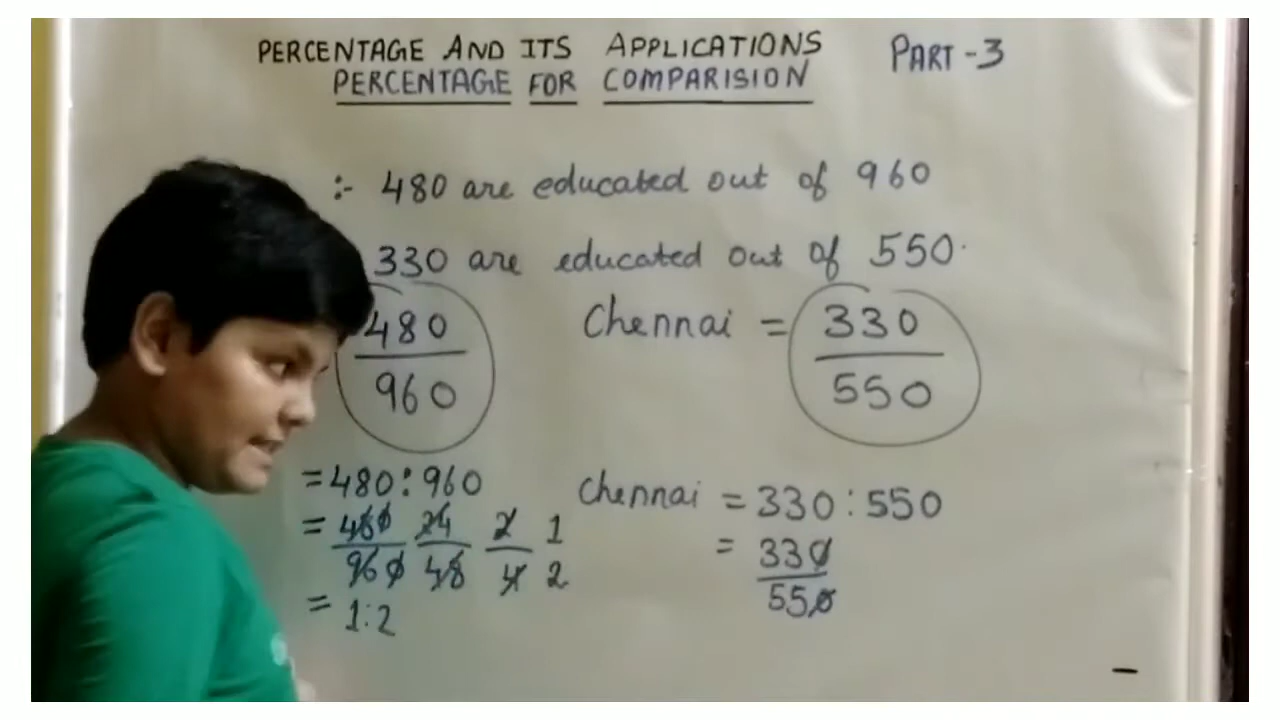 PERCENTAGE AND ITS APPLICATIONS PART-3
PERCENTAGE FOR COMPARISION
:- 480 are educated out of 960
330 are educated out of 550.
480
960
Chennai = 330
550
= 480:960
= 480 24 2 1
960 48 4 2
= 1:2
Chennai = 330:550
= 330
550